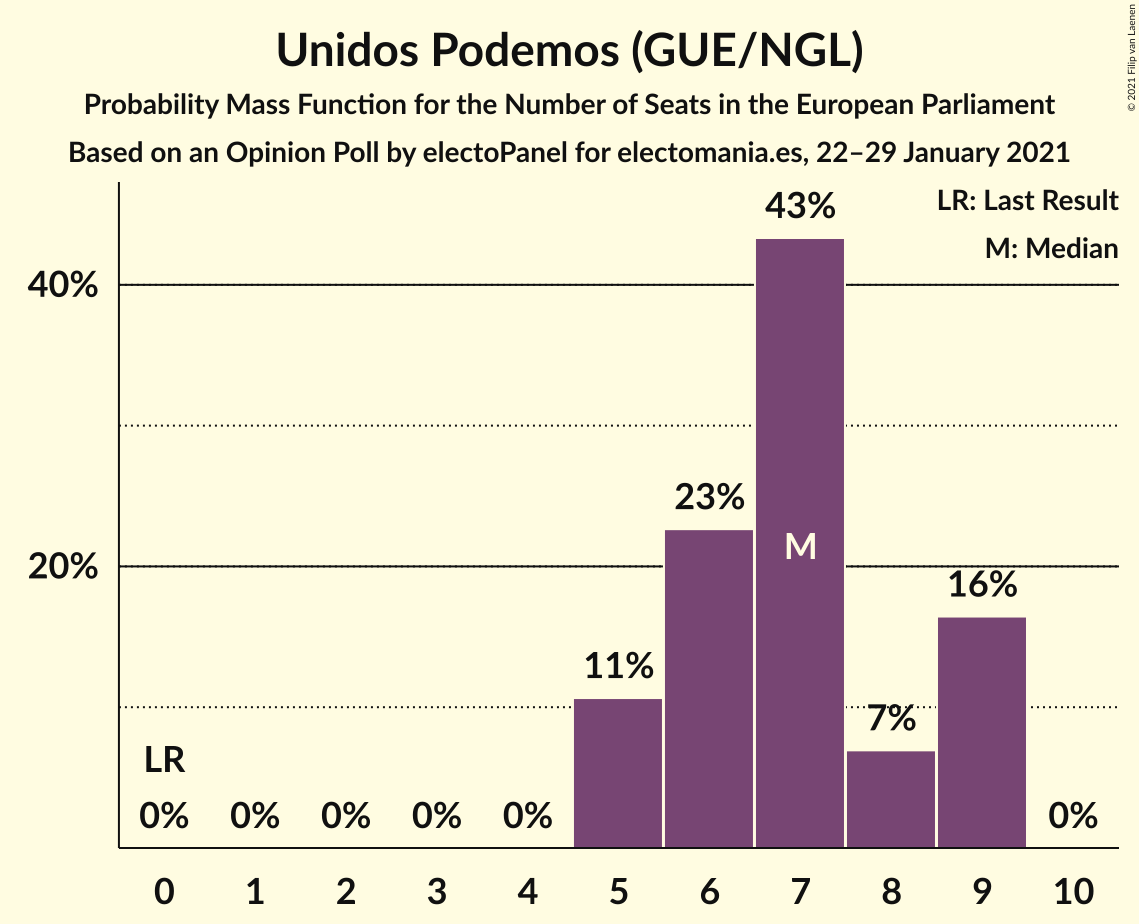 Unidos Podemos (GUE/NGL)
Probability Mass Function for the Number of Seats in the European Parliament
Based on an Opinion Poll by electoPanel for electomania.es, 22–29 January 2021
© 2021 Filip van Laenen
LR: Last Result
M: Median
43%
40%
23%
M
20%
16%
11%
7%
LR
0% 0% 0% 0% 0% 0%
0 1 2 3 4 5 6 7 8 9 10